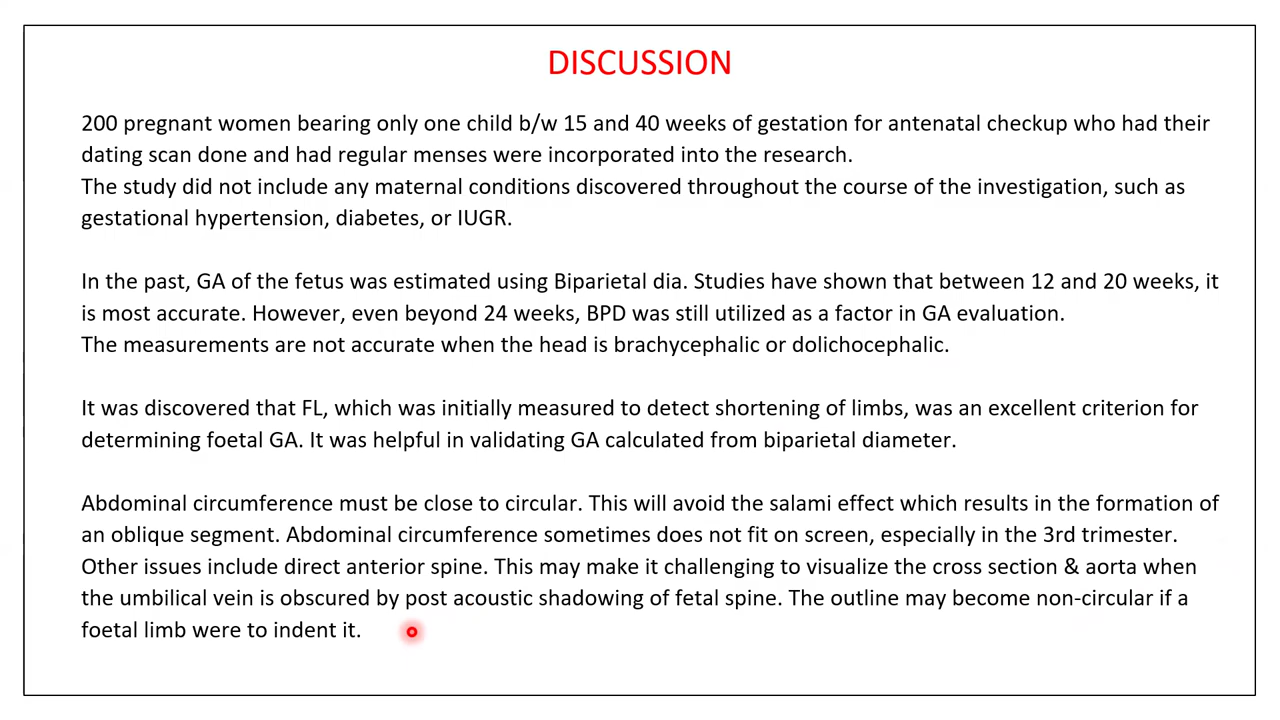 DISCUSSION
200 pregnant women bearing only one child b/w 15 and 40 weeks of gestation for antenatal checkup who had their
dating scan done and had regular menses were incorporated into the research.
The study did not include any maternal conditions discovered throughout the course of the investigation, such as
gestational hypertension, diabetes, or IUGR.
In the past, GA of the fetus was estimated using Biparietal dia. Studies have shown that between 12 and 20 weeks, it
is most accurate. However, even beyond 24 weeks, BPD was still utilized as a factor in GA evaluation.
The measurements are not accurate when the head is brachycephalic or dolichocephalic.
It was discovered that FL, which was initially measured to detect shortening of limbs, was an excellent criterion for
determining foetal GA. It was helpful in validating GA calculated from biparietal diameter.
Abdominal circumference must be close to circular. This will avoid the salami effect which results in the formation of
an oblique segment. Abdominal circumference sometimes does not fit on screen, especially in the 3rd trimester.
Other issues include direct anterior spine. This may make it challenging to visualize the cross section & aorta when
the umbilical vein is obscured by post acoustic shadowing of fetal spine. The outline may become non-circular if a
foetal limb were to indent it.